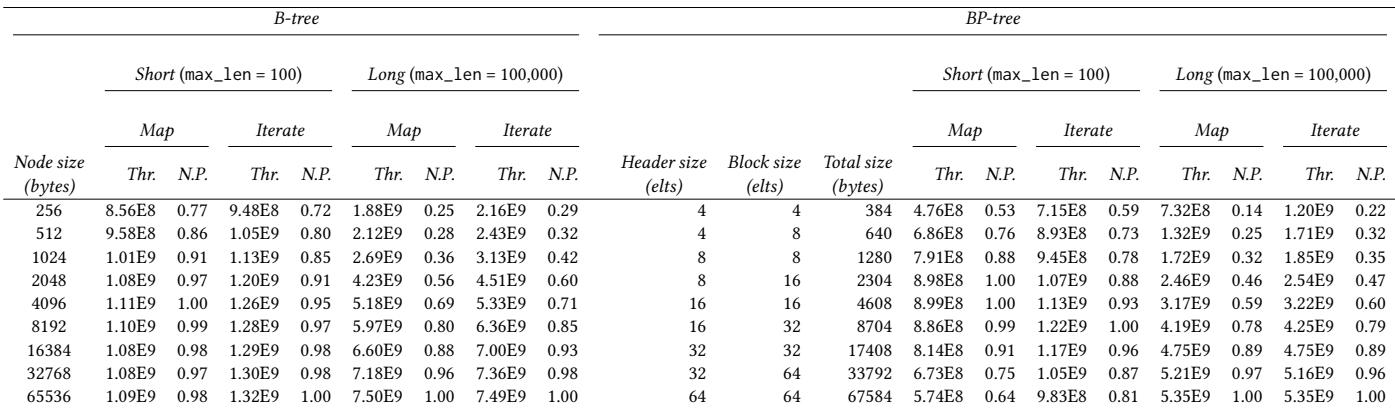 B-tree BP-tree
Short (max_len = 100) Long (max_len = 100,000) Short (max_len = 100) Long (max_len = 100,000)
Map Iterate Map Iterate Map Iterate Map Iterate
Node size (bytes) Thr. N.P. Thr. N.P. Thr. N.P. Thr. N.P. Header size (elts) Block size (elts) Total size (bytes) Thr. N.P. Thr. N.P. Thr. N.P. Thr. N.P.
256 8.56E8 0.77 9.48E8 0.72 1.88E9 0.25 2.16E9 0.29 4 4 384 4.76E8 0.53 7.15E8 0.59 7.32E8 0.14 1.20E9 0.22
512 9.58E8 0.86 1.05E9 0.80 2.12E9 0.28 2.43E9 0.32 4 8 640 6.86E8 0.76 8.93E8 0.73 1.32E9 0.25 1.71E9 0.32
1024 1.01E9 0.91 1.13E9 0.85 2.69E9 0.36 3.13E9 0.42 8 8 1280 7.91E8 0.88 9.45E8 0.78 1.72E9 0.32 1.85E9 0.35
2048 1.08E9 0.97 1.20E9 0.91 4.23E9 0.56 4.51E9 0.60 8 16 2304 8.98E8 1.00 1.07E9 0.88 2.46E9 0.46 2.54E9 0.47
4096 1.11E9 1.00 1.26E9 0.95 5.18E9 0.69 5.33E9 0.71 16 16 4608 8.99E8 1.00 1.13E9 0.93 3.17E9 0.59 3.22E9 0.60
8192 1.10E9 0.99 1.28E9 0.97 5.97E9 0.80 6.36E9 0.85 16 32 8704 8.86E8 0.99 1.22E9 1.00 4.19E9 0.78 4.25E9 0.79
16384 1.08E9 0.98 1.29E9 0.98 6.60E9 0.88 7.00E9 0.93 32 32 17408 8.14E8 0.91 1.17E9 0.96 4.75E9 0.89 4.75E9 0.89
32768 1.08E9 0.97 1.30E9 0.98 7.18E9 0.96 7.36E9 0.98 32 64 33792 6.73E8 0.75 1.05E9 0.87 5.21E9 0.97 5.16E9 0.96
65536 1.09E9 0.98 1.32E9 1.00 7.50E9 1.00 7.49E9 1.00 64 64 67584 5.74E8 0.64 9.83E8 0.81 5.35E9 1.00 5.35E9 1.00